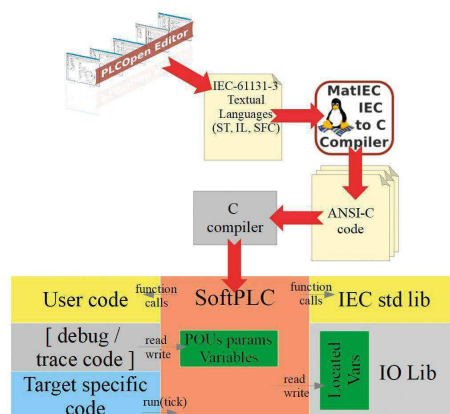 PLCOpen Editor
IEC-61131-3
Textual
Languages
(ST, IL, SFC)
MatIEC
IEC
to C
Compiler
ANSI-C
code
C
compiler
User code
function
calls
SoftPLC
function
calls
IEC std lib
[ debug /
trace code ]
read
write
POUs params
Variables
read
write
Located
Vars
IO Lib
Target specific
code
run(tick)